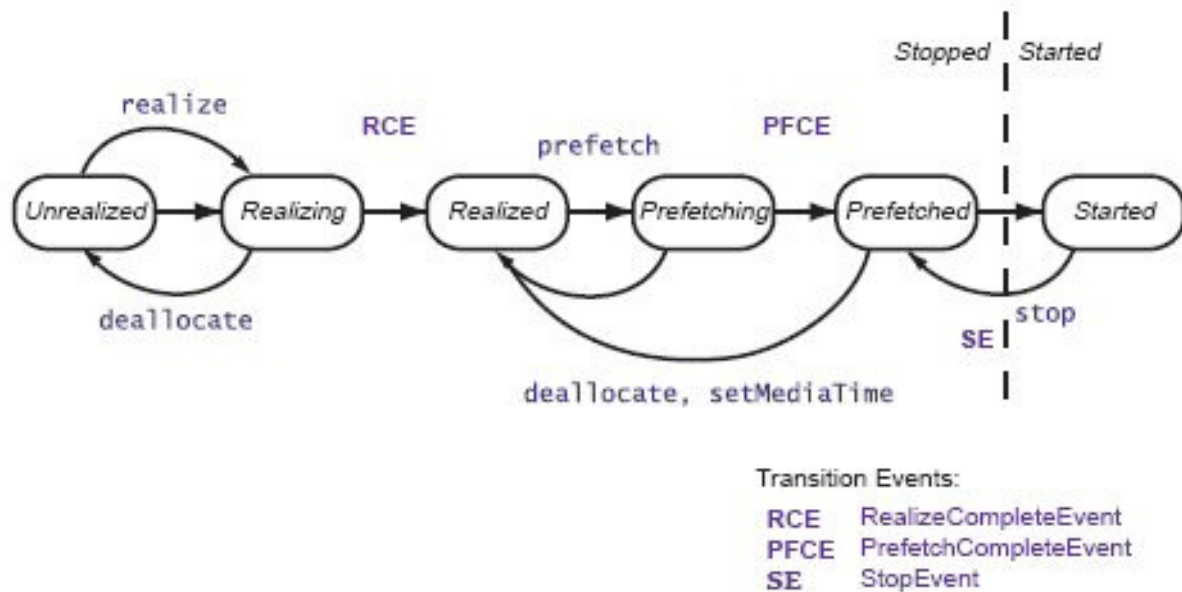 Stopped Started
realize
RCE
PFCE
prefetch
Unrealized Realizing Realized Prefetching Prefetched Started
deallocate
stop
SE
deallocate, setMediaTime
Transition Events:
RCE RealizeCompleteEvent
PFCE PrefetchCompleteEvent
SE StopEvent